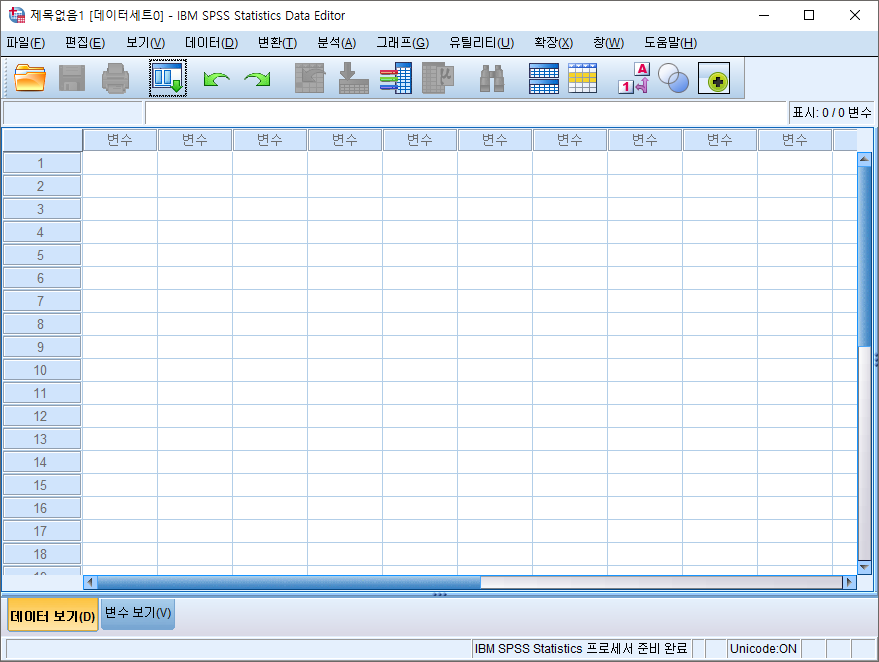 제목없음1 [데이터세트0] - IBM SPSS Statistics Data Editor
파일(F) 편집(E) 보기(V) 데이터(D) 변환(T) 분석(A) 그래프(G) 유틸리티(U) 확장(X) 창(W) 도움말(H)
μ 1 A
표시: 0 / 0 변수
변수 변수 변수 변수 변수 변수 변수 변수 변수 변수
1
2
3
4
5
6
7
8
9
10
11
12
13
14
15
16
17
18
데이터 보기(D) 변수 보기(V)
IBM SPSS Statistics 프로세서 준비 완료 Unicode:ON